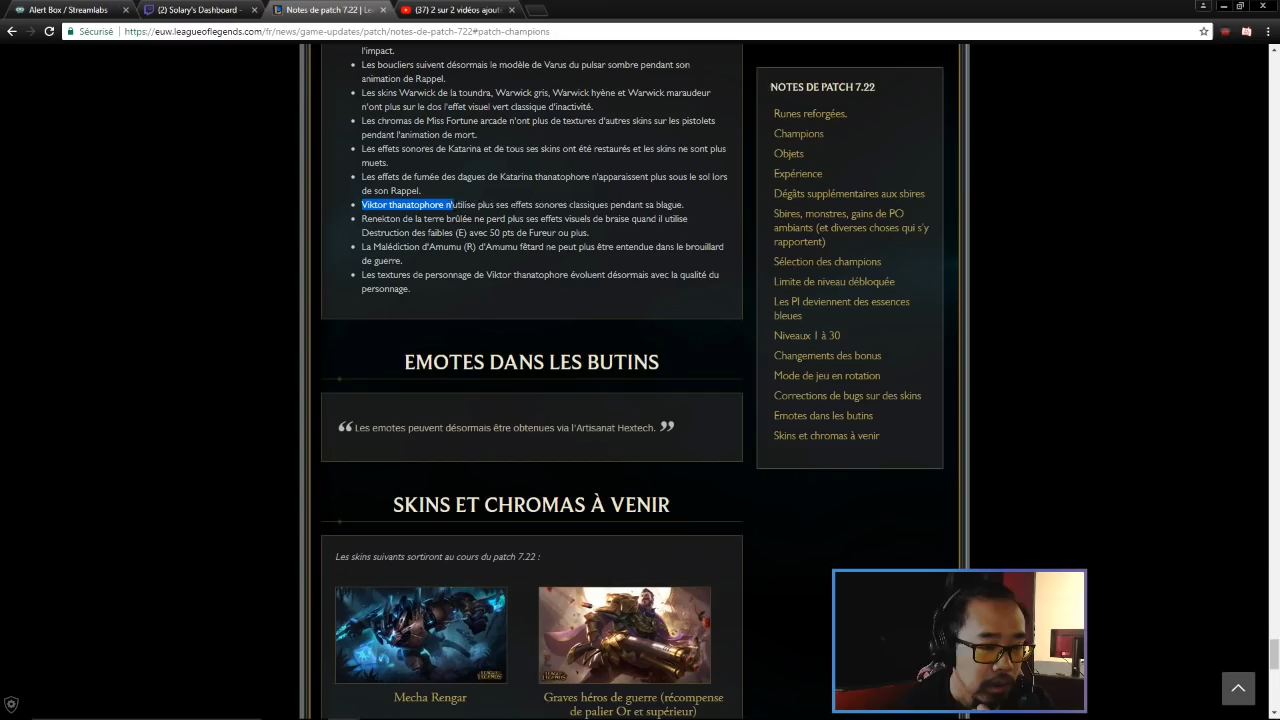 Alert Box / Streamlabs
(2) Solary's Dashboard -
Notes de patch 7.22 | Le
(37) 2 sur 2 vidéos ajout
Sécurisé
https://euw.leagueoflegends.com/fr/news/game-updates/patch/notes-de-patch-722#patch-champions
l'impact.
Les boucliers suivent désormais le modèle de Varus du pulsar sombre pendant son
animation de Rappel.
Les skins Warwick de la toundra, Warwick gris, Warwick hyène et Warwick maraudeur
n'ont plus sur le dos l'effet visuel vert classique d'inactivité.
Les chromas de Miss Fortune arcade n'ont plus de textures d'autres skins sur les pistolets
pendant l'animation de mort.
Les effets sonores de Katarina et de tous ses skins ont été restaurés et les skins ne sont plus
muets.
Les effets de fumée des dagues de Katarina thanatophore n'apparaissent plus sous le sol lors
de son Rappel.
Viktor thanatophore n'utilise plus ses effets sonores classiques pendant sa blague.
Renekton de la terre brûlée ne perd plus ses effets visuels de braise quand il utilise
Destruction des faibles (E) avec 50 pts de Fureur ou plus.
La Malédiction d'Amumu (R) d'Amumu fêtard ne peut plus être entendue dans le brouillard
de guerre.
Les textures de personnage de Viktor thanatophore évoluent désormais avec la qualité du
personnage.
EMOTES DANS LES BUTINS
“ Les emotes peuvent désormais être obtenues via l'Artisanat Hextech. ”
SKINS ET CHROMAS À VENIR
Les skins suivants sortiront au cours du patch 7.22 :
LEAGUE OF LEGENDS
LEAGUE OF LEGENDS
Mecha Rengar
Graves héros de guerre (récompense
de palier Or et supérieur)
NOTES DE PATCH 7.22
Runes reforgées.
Champions
Objets
Expérience
Dégâts supplémentaires aux sbires
Sbires, monstres, gains de PO
ambiants (et diverses choses qui s'y
rapportent)
Sélection des champions
Limite de niveau débloquée
Les PI deviennent des essences
bleues
Niveaux 1 à 30
Changements des bonus
Mode de jeu en rotation
Corrections de bugs sur des skins
Emotes dans les butins
Skins et chromas à venir